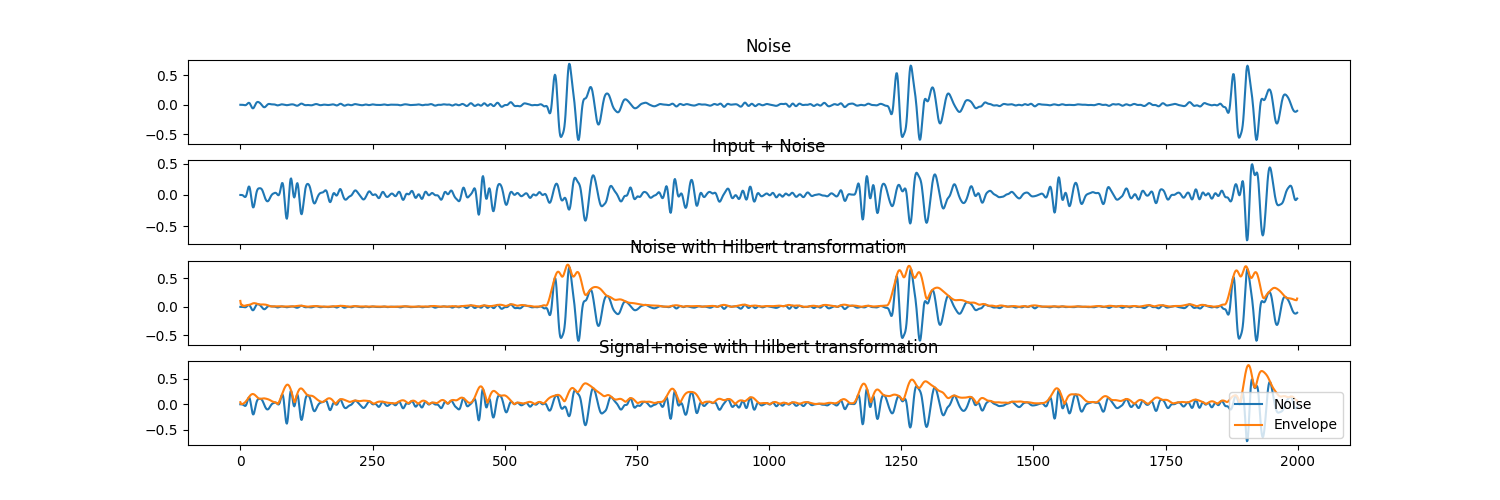 Noise
0.5
0.0
−0.5
Input + Noise
0.5
0.0
−0.5
Noise with Hilbert transformation
0.5
0.0
−0.5
Signal+noise with Hilbert transformation
0.5
0.0
−0.5
Noise
Envelope
0 250 500 750 1000 1250 1500 1750 2000